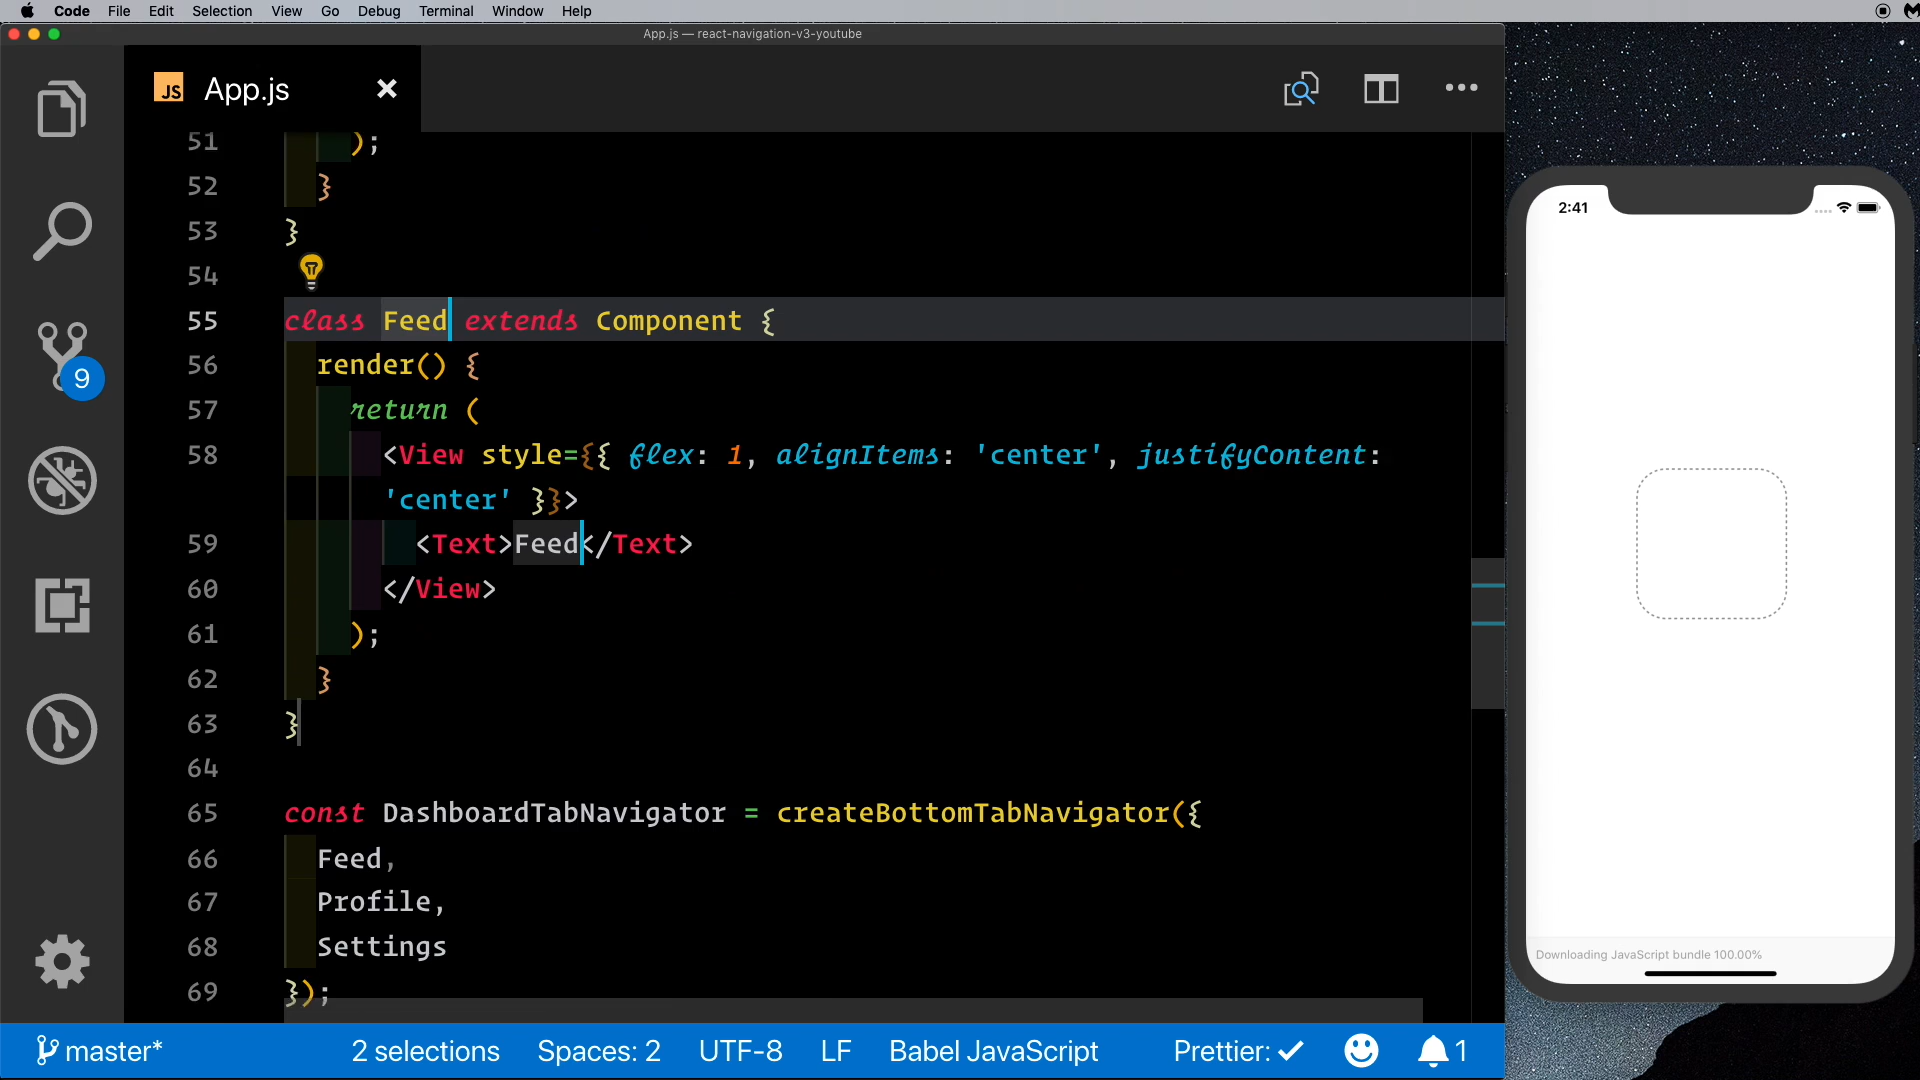 Code File Edit Selection View Go Debug Terminal Window Help
App.js — react-navigation-v3-youtube
JS App.js
51 );
52 }
53 }
54
55 class Feed extends Component {
56 render() {
57 return (
58 <View style={{ flex: 1, alignItems: 'center', justifyContent:
'center' }}>
59 <Text>Feed</Text>
60 </View>
61 );
62 }
63 }
64
65 const DashboardTabNavigator = createBottomTabNavigator({
66 Feed,
67 Profile,
68 Settings
69 });
9
master* 2 selections Spaces: 2 UTF-8 LF Babel JavaScript Prettier: ✓ 1
2:41
Downloading JavaScript bundle 100.00%